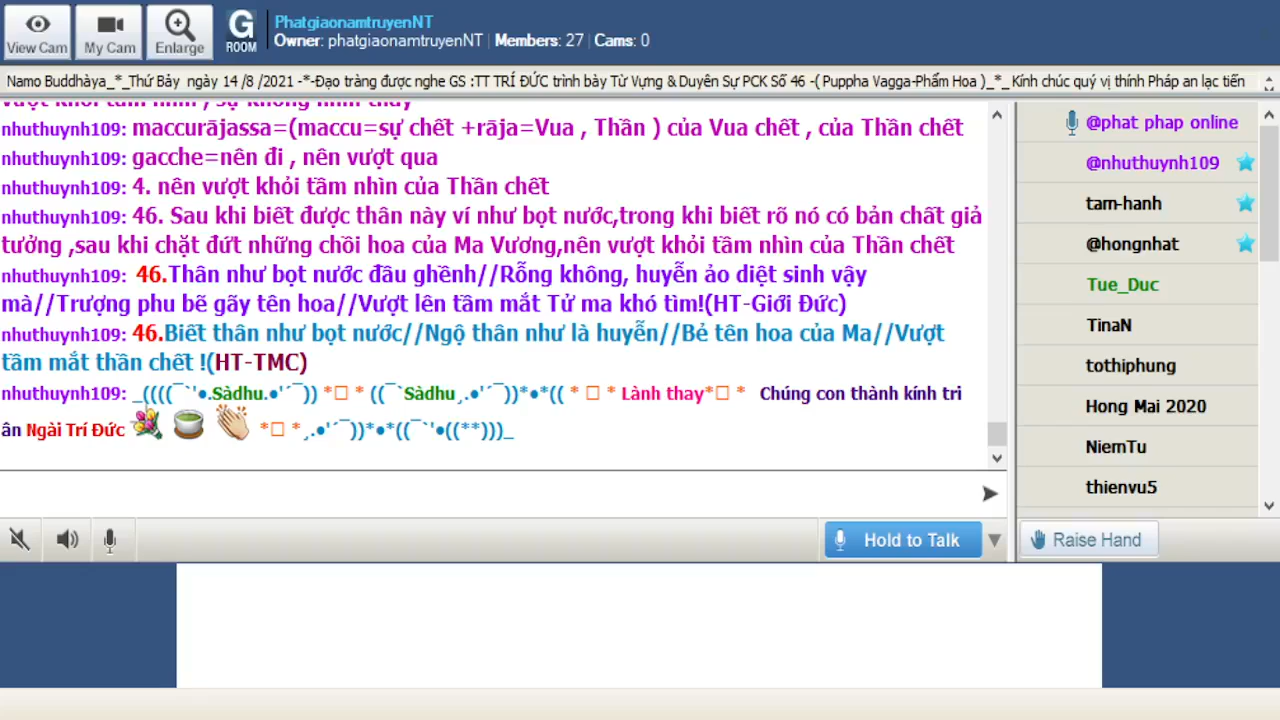 View Cam
My Cam
Enlarge
G
ROOM
PhatgiaonamtruyenNT
Owner: phatgiaonamtruyenNT | Members: 27 | Cams: 0
Namo Buddhàya_*_Thứ Bảy ngày 14 /8 /2021 -*-Đạo tràng được nghe GS :TT TRÍ ĐỨC trình bày Từ Vựng & Duyên Sự PCK Số 46 -( Puppha Vagga-Phẩm Hoa )_*_ Kính chúc quý vị thính Pháp an lạc tiến
vượt khỏi tầm nhìn , sự không nhìn thấy
nhuthuynh109: maccurājassa=(maccu=sự chết +rāja=Vua , Thần ) của Vua chết , của Thần chết
nhuthuynh109: gacche=nên đi , nên vượt qua
nhuthuynh109: 4. nên vượt khỏi tầm nhìn của Thần chết
nhuthuynh109: 46. Sau khi biết được thân này ví như bọt nước,trong khi biết rõ nó có bản chất giả
tưởng ,sau khi chặt đứt những chồi hoa của Ma Vương,nên vượt khỏi tầm nhìn của Thần chết
nhuthuynh109: 46.Thân như bọt nước đầu ghềnh//Rỗng không, huyễn ảo diệt sinh vậy
mà//Trượng phu bẽ gãy tên hoa//Vượt lên tầm mắt Tử ma khó tìm!(HT-Giới Đức)
nhuthuynh109: 46.Biết thân như bọt nước//Ngộ thân như là huyễn//Bẻ tên hoa của Ma//Vượt
tầm mắt thần chết !(HT-TMC)
nhuthuynh109: _((((¯`'•.Sàdhu.•'´¯)) *□ * ((¯`Sàdhu¸.•'´¯))*•*(( * □ * Lành thay*□ * Chúng con thành kính tri
ân Ngài Trí Đức *□ *¸.•'´¯))*•*((¯`'•((**)))_
@phat phap online
@nhuthuynh109
tam-hanh
@hongnhat
Tue_Duc
TinaN
tothiphung
Hong Mai 2020
NiemTu
thienvu5
Hold to Talk
Raise Hand